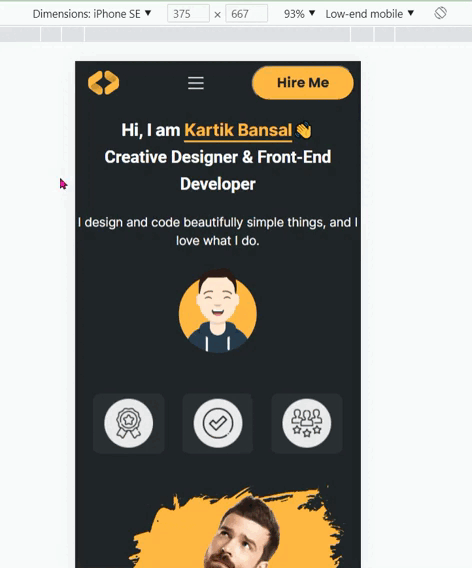 Dimensions: iPhone SE ▼ 375 × 667 93% ▼ Low-end mobile ▼
Hire Me
Hi, I am Kartik Bansal 👋
Creative Designer & Front-End
Developer
I design and code beautifully simple things, and I
love what I do.